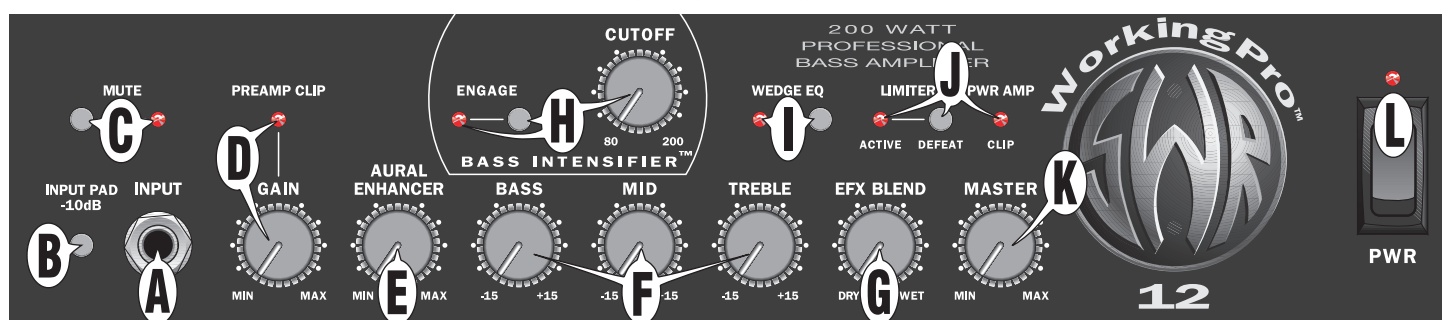 200 WATT
PROFESSIONAL
BASS AMPLIFIER
WorkingPro™
CUTOFF
MUTE
PREAMP CLIP
ENGAGE
WEDGE EQ
LIMITER
PWR AMP
C
H
I
J
L
80
200
ACTIVE
DEFEAT
CLIP
BASS INTENSIFIER™
D
SWR
K
INPUT PAD
-10dB
INPUT
GAIN
AURAL
ENHANCER
BASS
MID
TREBLE
EFX BLEND
MASTER
B
A
E
F
G
PWR
MIN
MAX
MIN
MAX
-15
+15
-15
-15
+15
DRY
WET
MIN
MAX
12